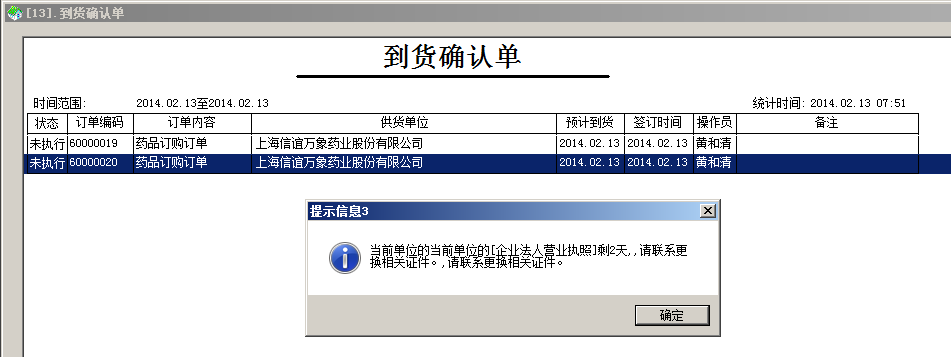 [13].到货确认单
到货确认单
时间范围: 2014.02.13至2014.02.13 统计时间: 2014.02.13 07:51
状态 订单编码 订单内容 供货单位 预计到货 签订时间 操作员 备注
未执行 60000019 药品订购订单 上海信谊万象药业股份有限公司 2014.02.13 2014.02.13 黄和清
未执行 60000020 药品订购订单 上海信谊万象药业股份有限公司 2014.02.13 2014.02.13 黄和清
提示信息3
当前单位的当前单位的[企业法人营业执照]剩2天,,请联系更
换相关证件。,请联系更换相关证件。
确定